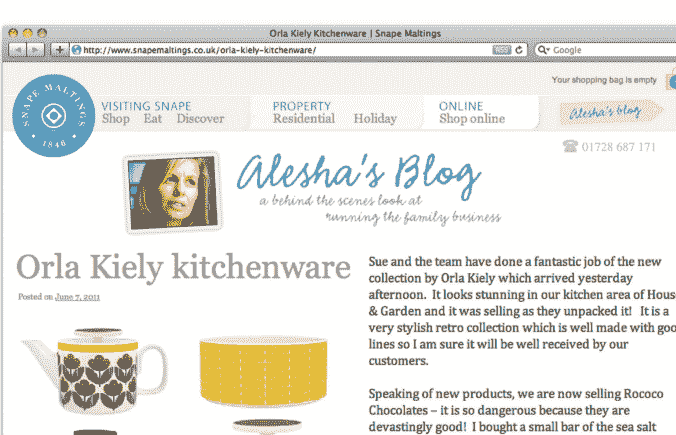 Orla Kiely Kitchenware | Snape Maltings
http://www.snapemaltings.co.uk/orla-kiely-kitchenware/
RSS
Google
Your shopping bag is empty
SNAPE MALTINGS
1846
VISITING SNAPE
Shop Eat Discover
PROPERTY
Residential Holiday
ONLINE
Shop online
Alesha's blog
01728 687 171
Alesha's Blog
a behind the scenes look at
running the family business
Orla Kiely kitchenware
Posted on June 7, 2011
Sue and the team have done a fantastic job of the new
collection by Orla Kiely which arrived yesterday
afternoon. It looks stunning in our kitchen area of Hous
& Garden and it was selling as they unpacked it! It is a
very stylish retro collection which is well made with goo
lines so I am sure it will be well received by our
customers.
Speaking of new products, we are now selling Rococo
Chocolates – it is so dangerous because they are
devastingly good! I bought a small bar of the sea salt